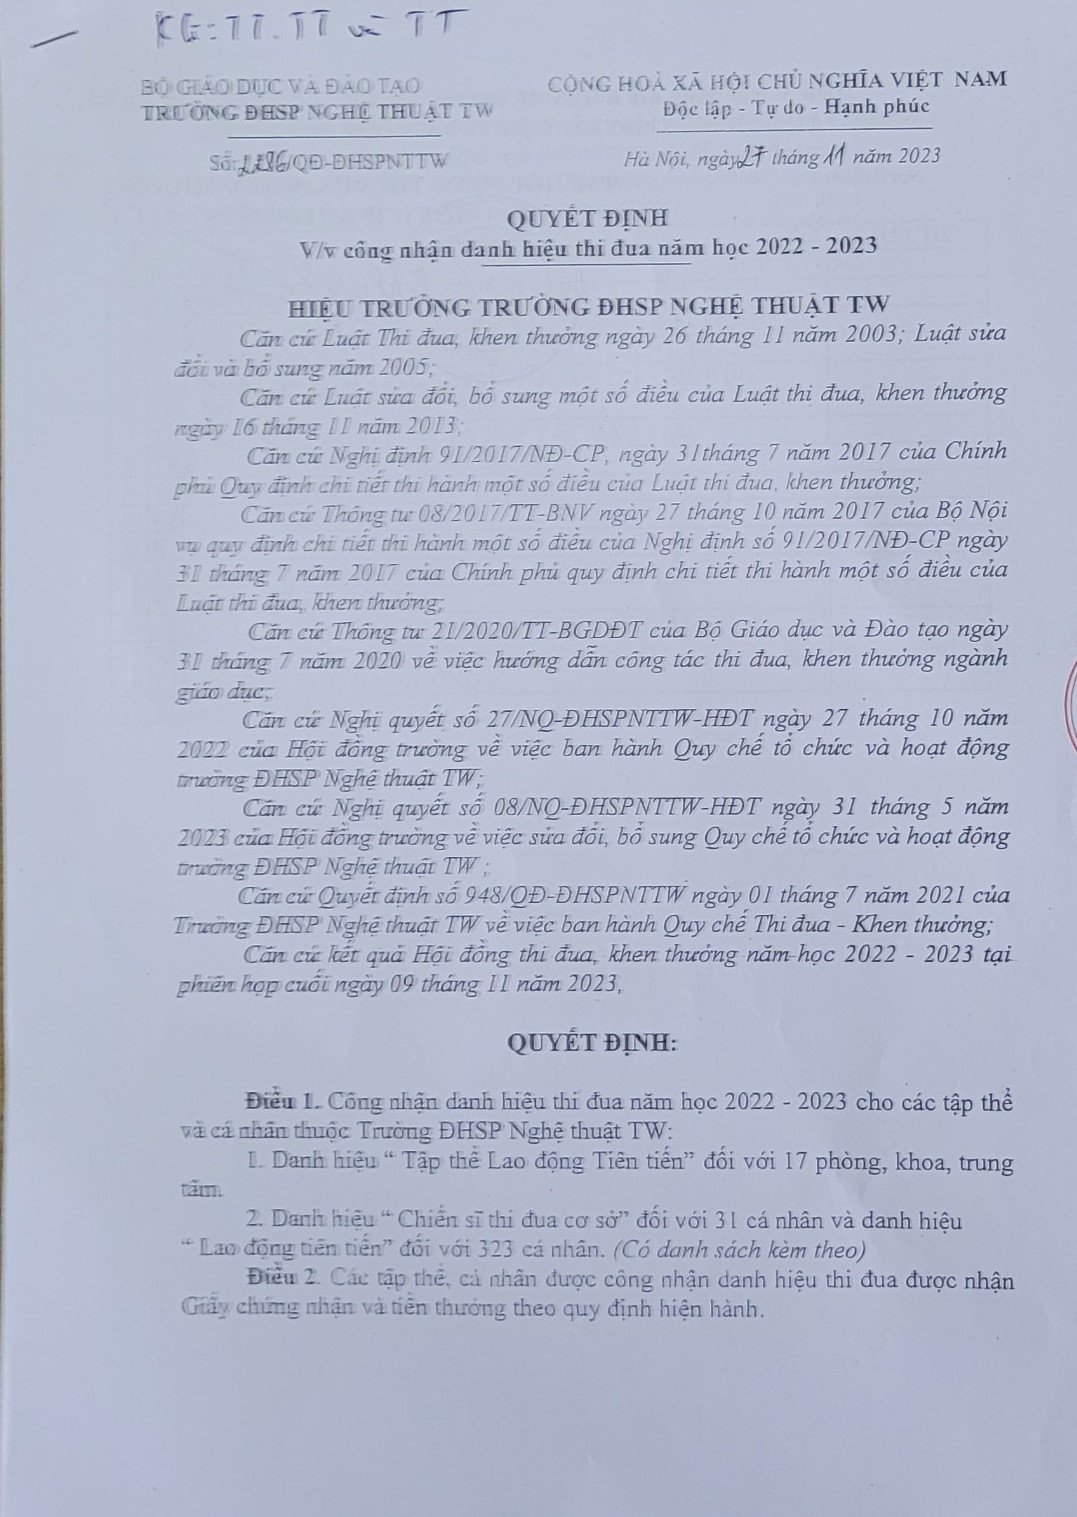 KG: TT. TT và TT
BỘ GIÁO DỤC VÀ ĐÀO TẠO
TRƯỜNG ĐHSP NGHỆ THUẬT TW
CỘNG HOÀ XÃ HỘI CHỦ NGHĨA VIỆT NAM
Độc lập - Tự do - Hạnh phúc
Số: /QĐ-ĐHSPNTTW
Hà Nội, ngày 27 tháng 11 năm 2023
QUYẾT ĐỊNH
V/v công nhận danh hiệu thi đua năm học 2022 - 2023
HIỆU TRƯỞNG TRƯỜNG ĐHSP NGHỆ THUẬT TW
Căn cứ Luật Thi đua, khen thưởng ngày 26 tháng 11 năm 2003; Luật sửa
đổi và bổ sung năm 2005;
Căn cứ Luật sửa đổi, bổ sung một số điều của Luật thi đua, khen thưởng
ngày 16 tháng 11 năm 2013;
Căn cứ Nghị định 91/2017/NĐ-CP, ngày 31tháng 7 năm 2017 của Chính
phủ Quy định chi tiết thi hành một số điều của Luật thi đua, khen thưởng;
Căn cứ Thông tư 08/2017/TT-BNV ngày 27 tháng 10 năm 2017 của Bộ Nội
vụ quy định chi tiết thi hành một số điều của Nghị định số 91/2017/NĐ-CP ngày
31 tháng 7 năm 2017 của Chính phủ quy định chi tiết thi hành một số điều của
Luật thi đua, khen thưởng;
Căn cứ Thông tư 21/2020/TT-BGDĐT của Bộ Giáo dục và Đào tạo ngày
31 tháng 7 năm 2020 về việc hướng dẫn công tác thi đua, khen thưởng ngành
giáo dục;
Căn cứ Nghị quyết số 27/NQ-ĐHSPNTTW-HĐT ngày 27 tháng 10 năm
2022 của Hội đồng trường về việc ban hành Quy chế tổ chức và hoạt động
trường ĐHSP Nghệ thuật TW;
Căn cứ Nghị quyết số 08/NQ-ĐHSPNTTW-HĐT ngày 31 tháng 5 năm
2023 của Hội đồng trường về việc sửa đổi, bổ sung Quy chế tổ chức và hoạt động
trường ĐHSP Nghệ thuật TW ;
Căn cứ Quyết định số 948/QĐ-ĐHSPNTTW ngày 01 tháng 7 năm 2021 của
Trường ĐHSP Nghệ thuật TW về việc ban hành Quy chế Thi đua - Khen thưởng;
Căn cứ kết quả Hội đồng thi đua, khen thưởng năm học 2022 - 2023 tại
phiên họp cuối ngày 09 tháng 11 năm 2023,
QUYẾT ĐỊNH:
Điều 1. Công nhận danh hiệu thi đua năm học 2022 - 2023 cho các tập thể
và cá nhân thuộc Trường ĐHSP Nghệ thuật TW:
1. Danh hiệu “ Tập thể Lao động Tiên tiến” đối với 17 phòng, khoa, trung
tâm.
2. Danh hiệu “ Chiến sĩ thi đua cơ sở” đối với 31 cá nhân và danh hiệu
“ Lao động tiên tiến” đối với 323 cá nhân. (Có danh sách kèm theo)
Điều 2. Các tập thể, cá nhân được công nhận danh hiệu thi đua được nhận
Giấy chứng nhận và tiền thưởng theo quy định hiện hành.